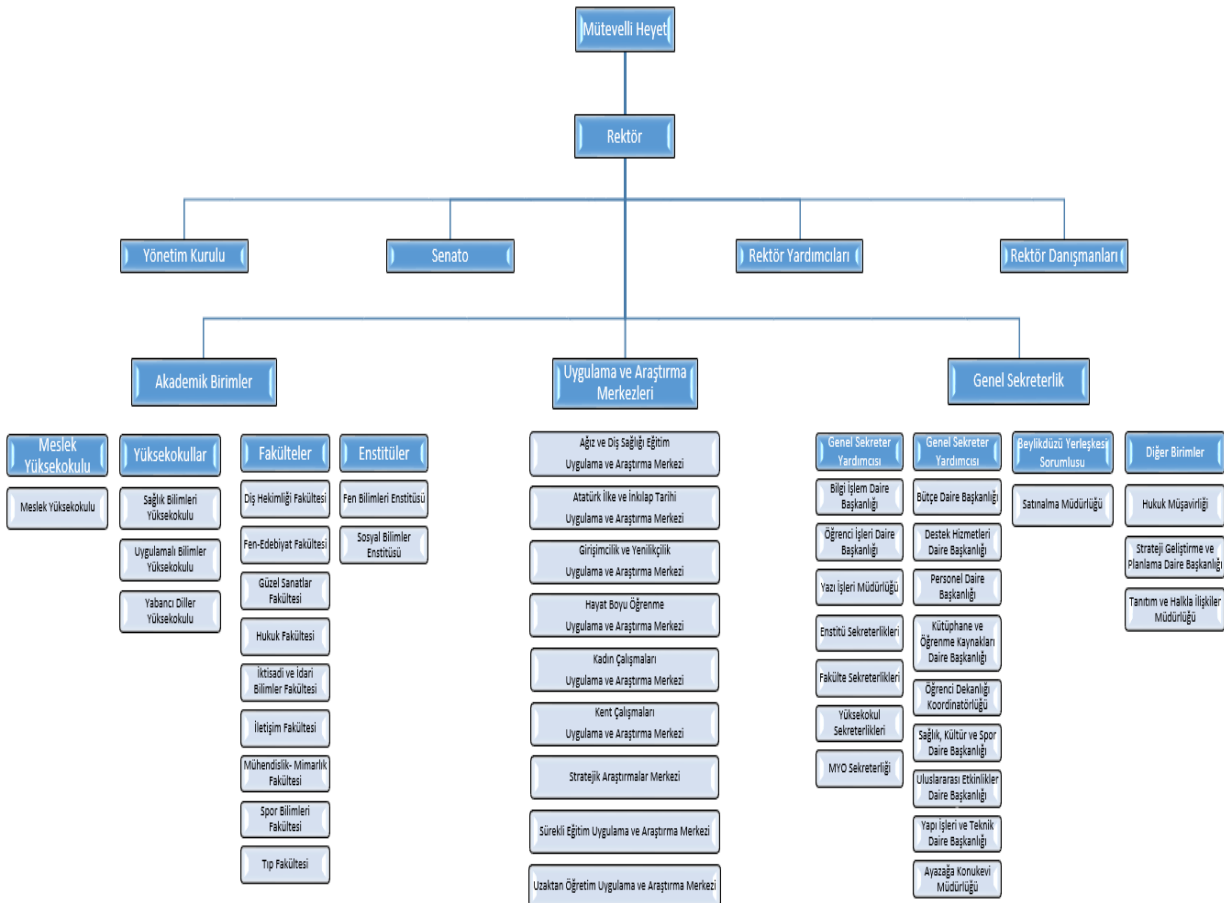 Mütevelli Heyet
Rektör
Yönetim Kurulu
Senato
Rektör Yardımcıları
Rektör Danışmanları
Akademik Birimler
Uygulama ve Araştırma
Merkezleri
Genel Sekreterlik
Meslek
Yüksekokulu
Meslek Yüksekokulu
Yüksekokullar
Sağlık Bilimleri
Yüksekokulu
Uygulamalı Bilimler
Yüksekokulu
Yabancı Diller
Yüksekokulu
Fakülteler
Diş Hekimliği Fakültesi
Fen-Edebiyat Fakültesi
Güzel Sanatlar
Fakültesi
Hukuk Fakültesi
İktisadi ve İdari
Bilimler Fakültesi
İletişim Fakültesi
Mühendislik- Mimarlık
Fakültesi
Spor Bilimleri
Fakültesi
Tıp Fakültesi
Enstitüler
Fen Bilimleri Enstitüsü
Sosyal Bilimler
Enstitüsü
Ağız ve Diş Sağlığı Eğitim
Uygulama ve Araştırma Merkezi
Atatürk İlke ve İnkılap Tarihi
Uygulama ve Araştırma Merkezi
Girişimcilik ve Yenilikçilik
Uygulama ve Araştırma Merkezi
Hayat Boyu Öğrenme
Uygulama ve Araştırma Merkezi
Kadın Çalışmaları
Uygulama ve Araştırma Merkezi
Kent Çalışmaları
Uygulama ve Araştırma Merkezi
Stratejik Araştırmalar Merkezi
Sürekli Eğitim Uygulama ve Araştırma Merkezi
Uzaktan Öğretim Uygulama ve Araştırma Merkezi
Genel Sekreter
Yardımcısı
Bilgi İşlem Daire
Başkanlığı
Öğrenci İşleri Daire
Başkanlığı
Yazı İşleri Müdürlüğü
Enstitü Sekreterlikleri
Fakülte Sekreterlikleri
Yüksekokul
Sekreterlikleri
MYO Sekreterliği
Genel Sekreter
Yardımcısı
Bütçe Daire Başkanlığı
Destek Hizmetleri
Daire Başkanlığı
Personel Daire
Başkanlığı
Kütüphane ve
Öğrenme Kaynakları
Daire Başkanlığı
Öğrenci Dekanlığı
Koordinatörlüğü
Sağlık, Kültür ve Spor
Daire Başkanlığı
Uluslararası Etkinlikler
Daire Başkanlığı
Yapı İşleri ve Teknik
Daire Başkanlığı
Ayazağa Konukevi
Müdürlüğü
Beylikdüzü Yerleşkesi
Sorumlusu
Satınalma Müdürlüğü
Diğer Birimler
Hukuk Müşavirliği
Strateji Geliştirme ve
Planlama Daire Başkanlığı
Tanıtım ve Halkla İlişkiler
Müdürlüğü